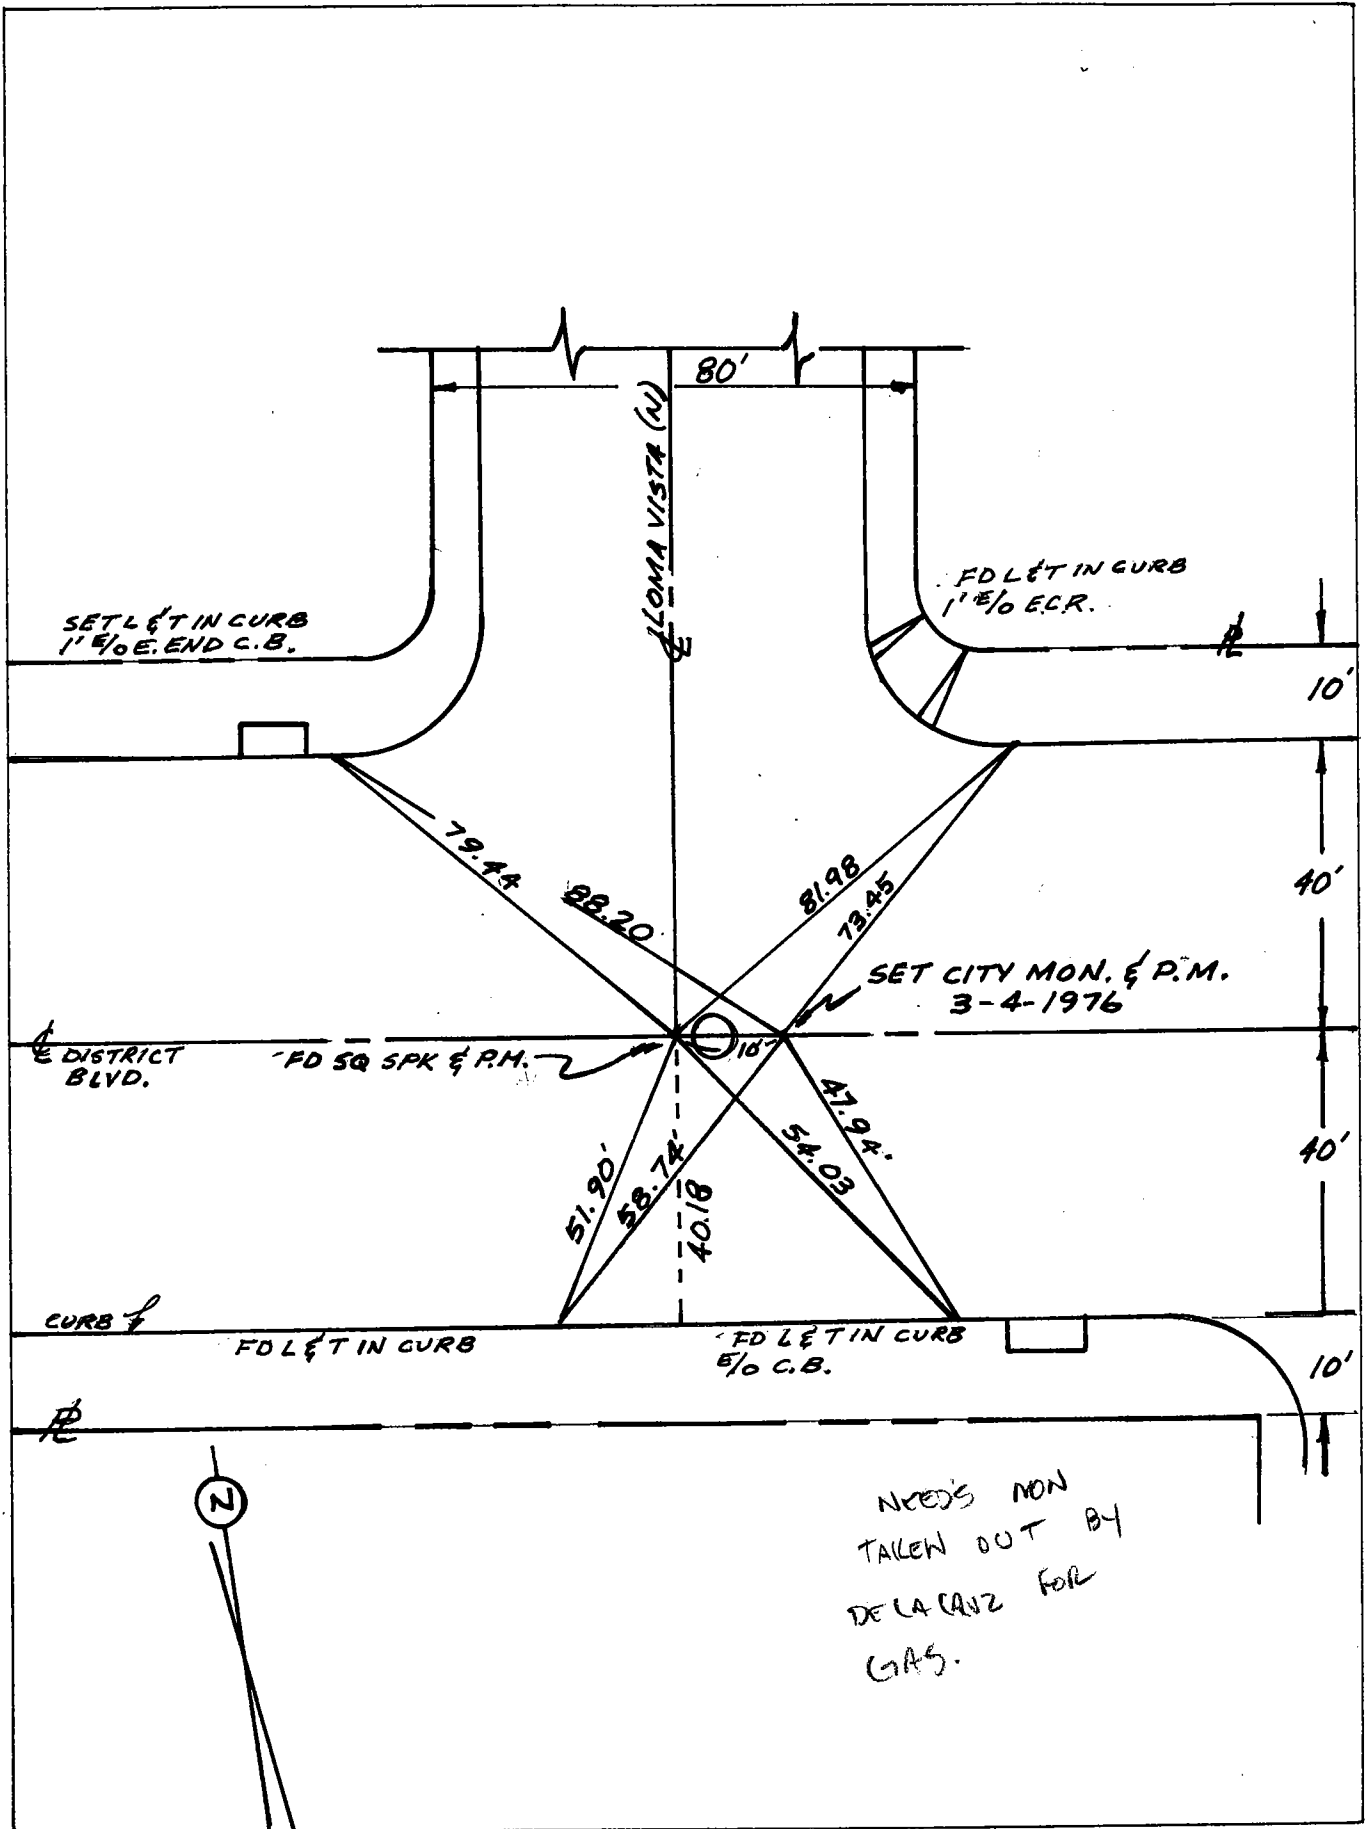 80'
LOMA VISTA (N)
℄
FD L & T IN CURB
1' E/O E.C.R.
SET L & T IN CURB
1' E/O E. END C.B.
℄
10'
79.44
88.20
81.98
73.45
40'
SET CITY MON. & P.M.
3-4-1976
℄ DISTRICT
BLVD.
FD SQ SPK & P.M.
10'
47.94'
54.03
51.90'
58.74'
40.18
40'
CURB
FD L & T IN CURB
FD L & T IN CURB
E/O C.B.
10'
N
NEEDS MON
TAKEN OUT BY
DE LA CRUZ FOR
GAS.